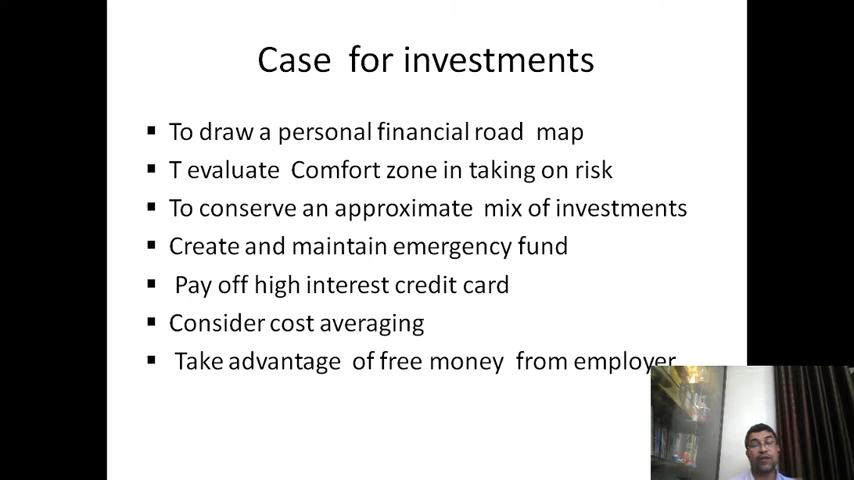 Case for investments
To draw a personal financial road map
T evaluate Comfort zone in taking on risk
To conserve an approximate mix of investments
Create and maintain emergency fund
Pay off high interest credit card
Consider cost averaging
Take advantage of free money from employer